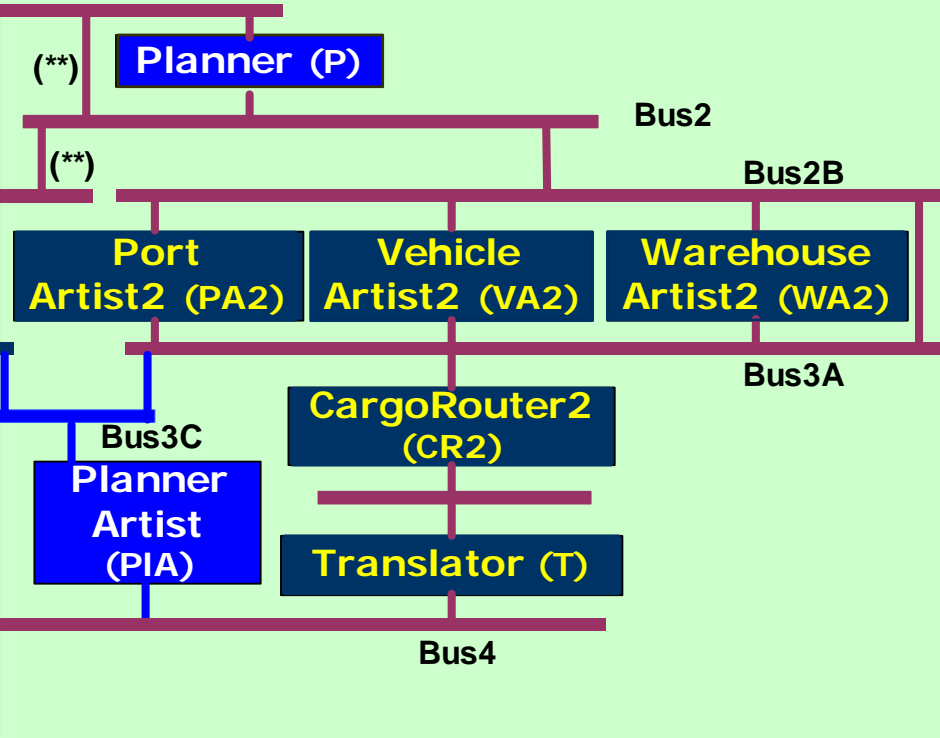 Planner (P)
(**)
Bus2
(**)
Bus2B
Port
Artist2 (PA2)
Vehicle
Artist2 (VA2)
Warehouse
Artist2 (WA2)
Bus3A
CargoRouter2
(CR2)
Bus3C
Planner
Artist
(PlA)
Translator (T)
Bus4